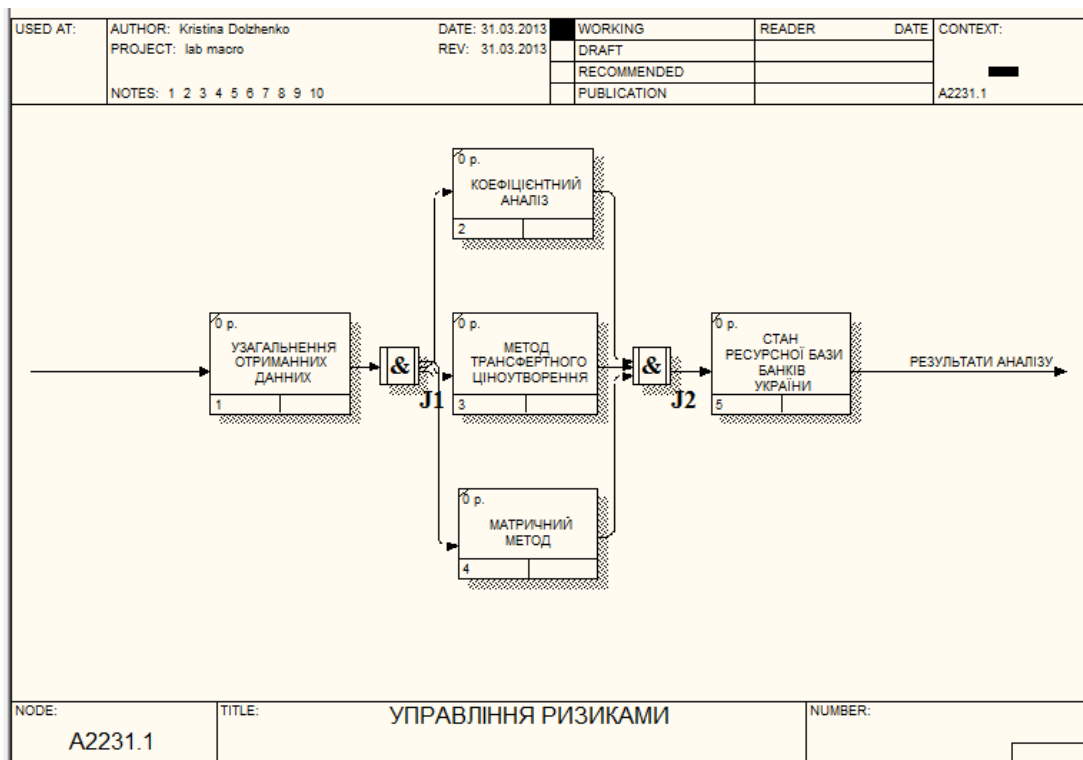 USED AT:
AUTHOR: Kristina Dolzhenko
DATE: 31.03.2013
PROJECT: lab macro
REV: 31.03.2013
NOTES: 1 2 3 4 5 6 7 8 9 10
WORKING
DRAFT
RECOMMENDED
PUBLICATION
READER
DATE
CONTEXT:
A2231.1
0 р.
КОЕФІЦІЄНТНИЙ
АНАЛІЗ
2
0 р.
УЗАГАЛЬНЕННЯ
ОТРИМАННИХ
ДАННИХ
1
&
J1
0 р.
МЕТОД
ТРАНСФЕРТНОГО
ЦІНОУТВОРЕННЯ
3
&
J2
0 р.
СТАН
РЕСУРСНОЇ БАЗИ
БАНКІВ
УКРАЇНИ
5
РЕЗУЛЬТАТИ АНАЛІЗУ
0 р.
МАТРИЧНИЙ
МЕТОД
4
NODE:
A2231.1
TITLE:
УПРАВЛІННЯ РИЗИКАМИ
NUMBER: